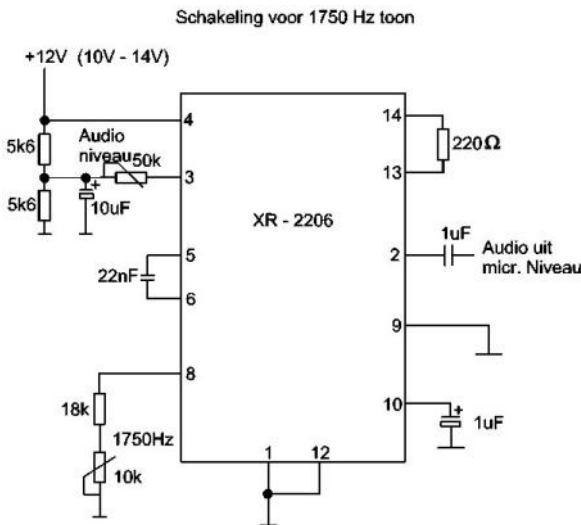 Schakeling voor 1750 Hz toon
+12V (10V - 14V)
4
14
5k6
Audio
niveau
50k
220Ω
3
13
5k6
+
10uF
XR - 2206
1uF
5
2
Audio uit
micr. Niveau
22nF
6
9
8
18k
10
+
1uF
1750Hz
10k
1
12